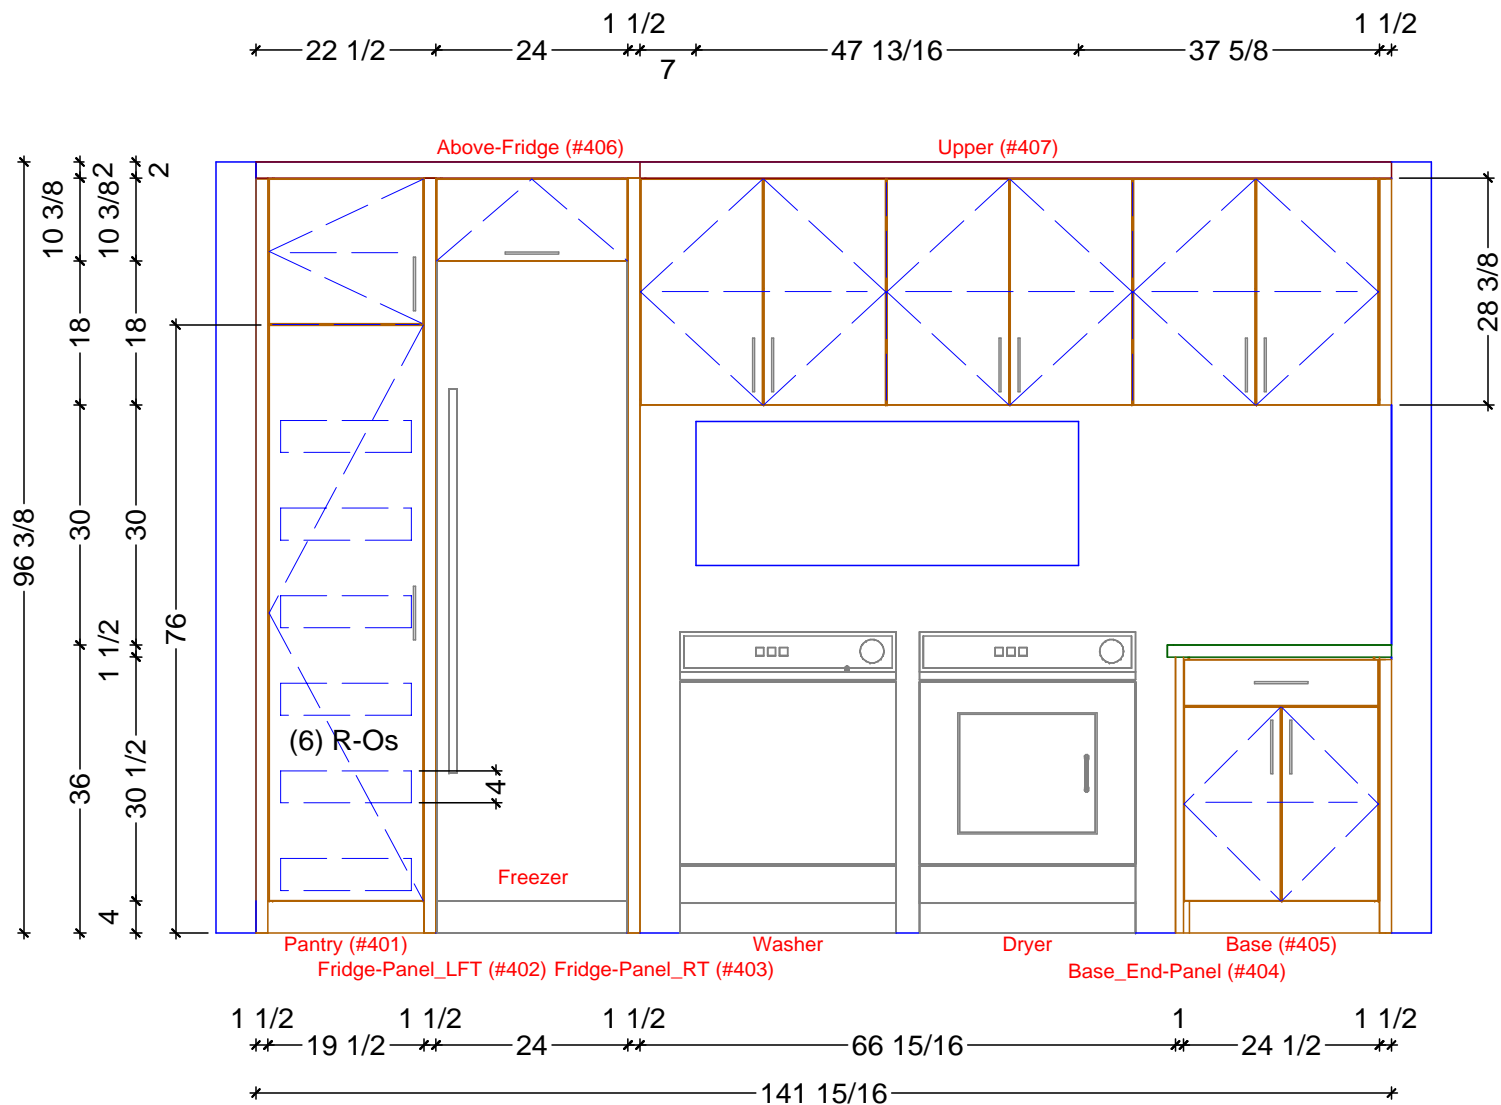 1 1/2 1 1/2
22 1/2 24 47 13/16 37 5/8
7
Above-Fridge (#406) Upper (#407)
2 2
10 3/8 10 3/8
28 3/8
18 18
96 3/8
30 30
1 1/2
76
(6) R-Os
36
30 1/2
4
Freezer
4
Pantry (#401) Washer Dryer Base (#405)
Fridge-Panel_LFT (#402) Fridge-Panel_RT (#403) Base_End-Panel (#404)
1 1/2 1 1/2 1 1/2 1 1 1/2
19 1/2 24 66 15/16 24 1/2
141 15/16